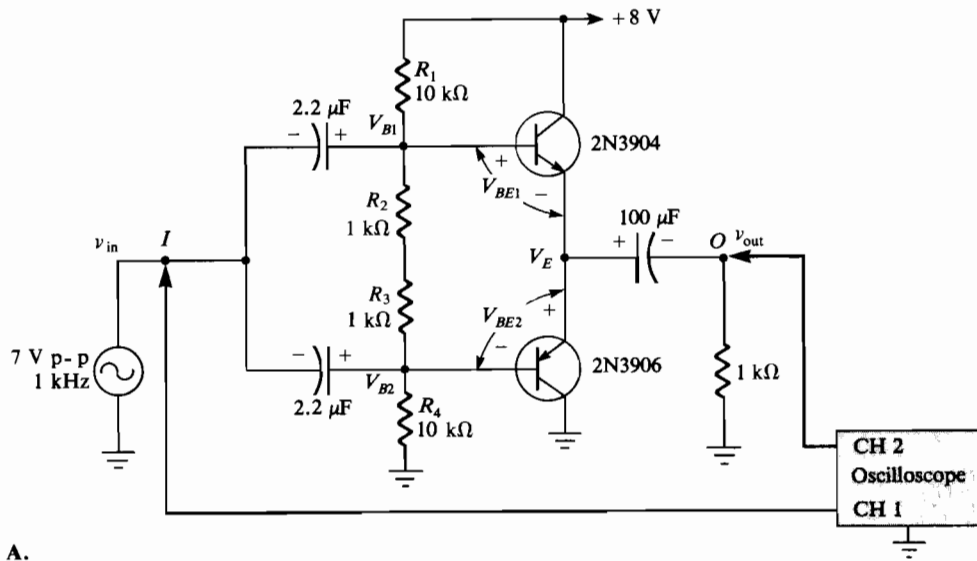 +8 V
R1
10 kΩ
2.2 μF
− +
VB1
2N3904
+
VBE1
−
R2
1 kΩ
100 μF
+ −
O
vout
vin
I
VE
R3
1 kΩ
VBE2
+
−
7 V p-p
1 kHz
− +
VB2
2N3906
1 kΩ
2.2 μF
R4
10 kΩ
CH 2
Oscilloscope
CH 1
A.